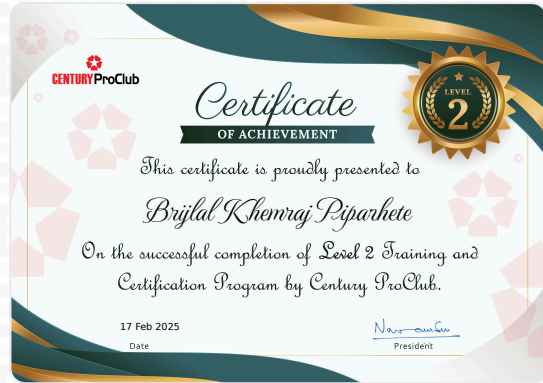 CENTURY ProClub
Certificate
OF ACHIEVEMENT
LEVEL
2
This certificate is proudly presented to
Brijlal Khemraj Piparhete
On the successful completion of Level 2 Training and
Certification Program by Century ProClub.
17 Feb 2025
Date
President